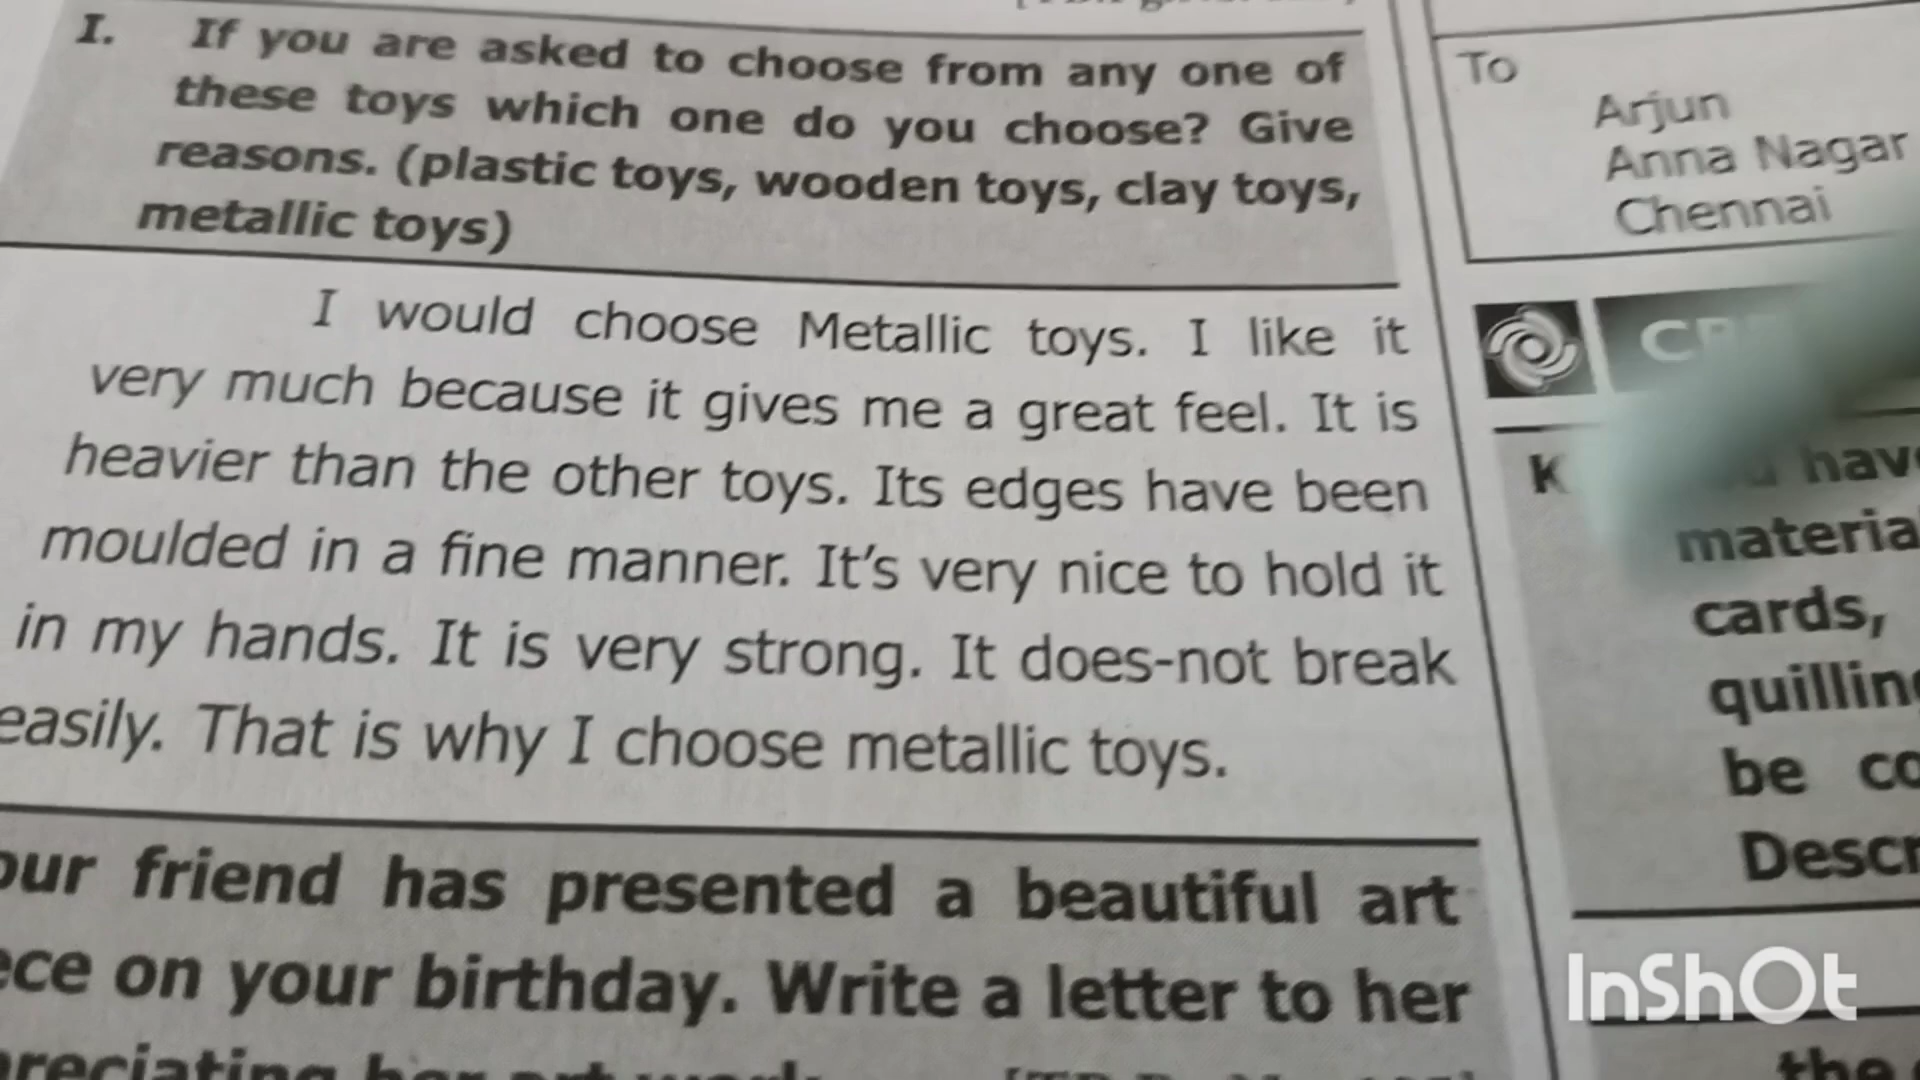 I. If you are asked to choose from any one of
these toys which one do you choose? Give
reasons. (plastic toys, wooden toys, clay toys,
metallic toys)
I would choose Metallic toys. I like it
very much because it gives me a great feel. It is
heavier than the other toys. Its edges have been
moulded in a fine manner. It's very nice to hold it
in my hands. It is very strong. It does-not break
easily. That is why I choose metallic toys.
our friend has presented a beautiful art
ece on your birthday. Write a letter to her
To
Arjun
Anna Nagar
Chennai
K
hav
materia
cards,
quillin
be co
Descr
the
InShOt